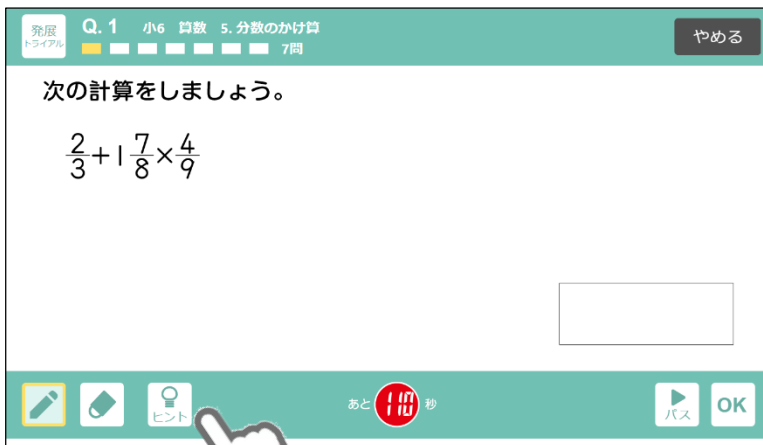 発展
トライアル
Q. 1 小6 算数 5. 分数のかけ算
7問
やめる
次の計算をしましょう。
2/3+1 7/8×4/9
ヒント
あと 110 秒
パス
OK